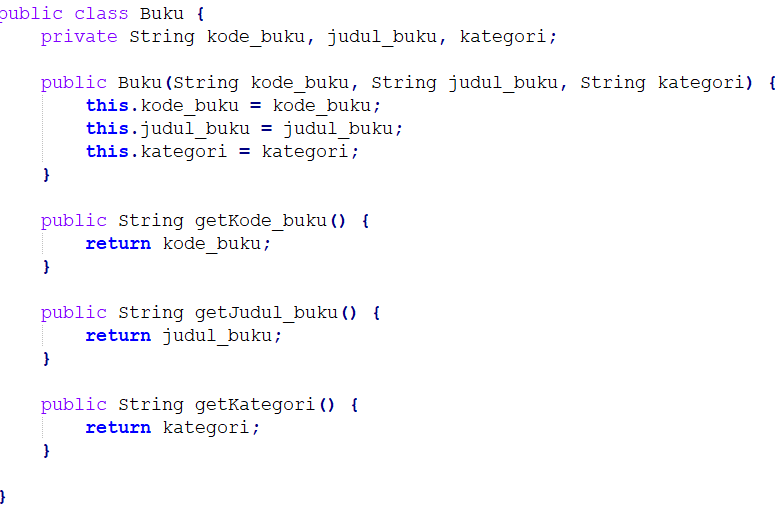 public class Buku {
    private String kode_buku, judul_buku, kategori;
    public Buku(String kode_buku, String judul_buku, String kategori) {
        this.kode_buku = kode_buku;
        this.judul_buku = judul_buku;
        this.kategori = kategori;
    }
    public String getKode_buku() {
        return kode_buku;
    }
    public String getJudul_buku() {
        return judul_buku;
    }
    public String getKategori() {
        return kategori;
    }
}